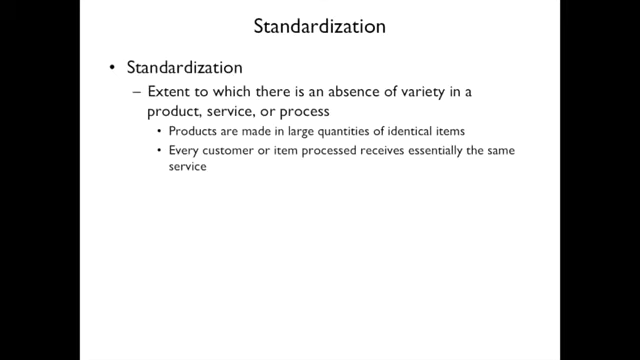 Standardization
• Standardization
– Extent to which there is an absence of variety in a
product, service, or process
• Products are made in large quantities of identical items
• Every customer or item processed receives essentially the same
service